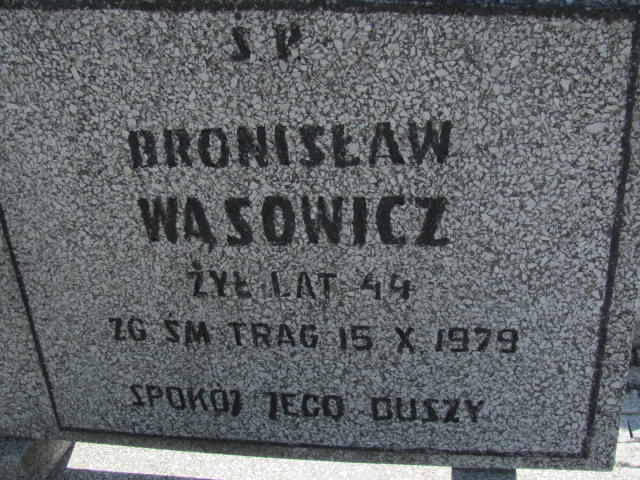 Ś P
BRONISŁAW
WĄSOWICZ
ŻYŁ LAT 44
ZG ŚM TRAG 15 X 1979
SPOKÓJ JEGO DUSZY